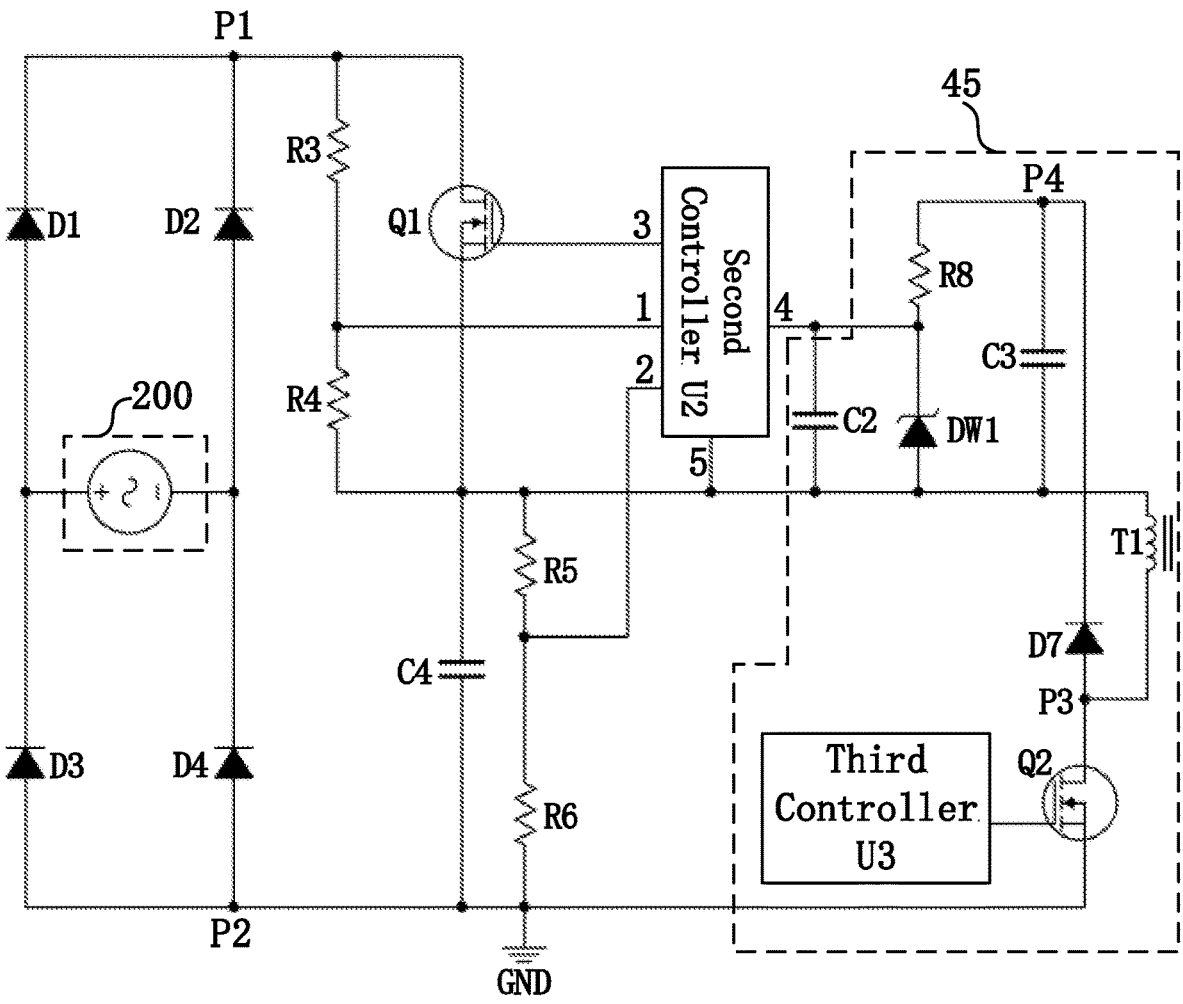 P1
45
R3
P4
D1
D2
Q1
3
Second
Controller U2
R8
1
4
C3
R4
2
200
C2
DW1
5
+
T1
R5
C4
D7
P3
D3
D4
Third
Controller
U3
Q2
R6
P2
GND